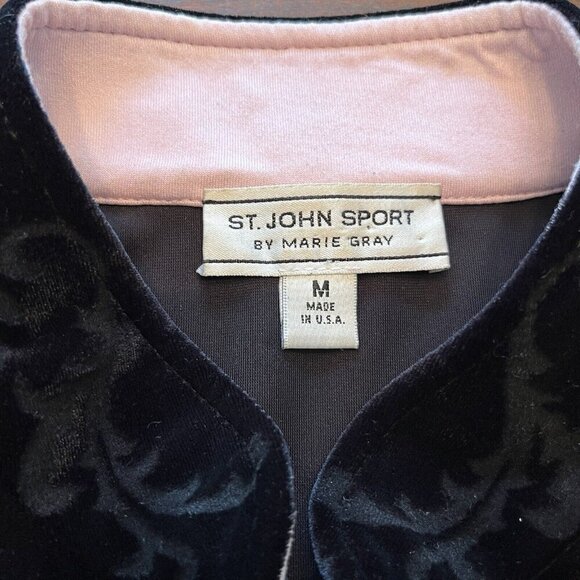 ST. JOHN SPORT
BY MARIE GRAY
M
MADE
IN U.S.A.